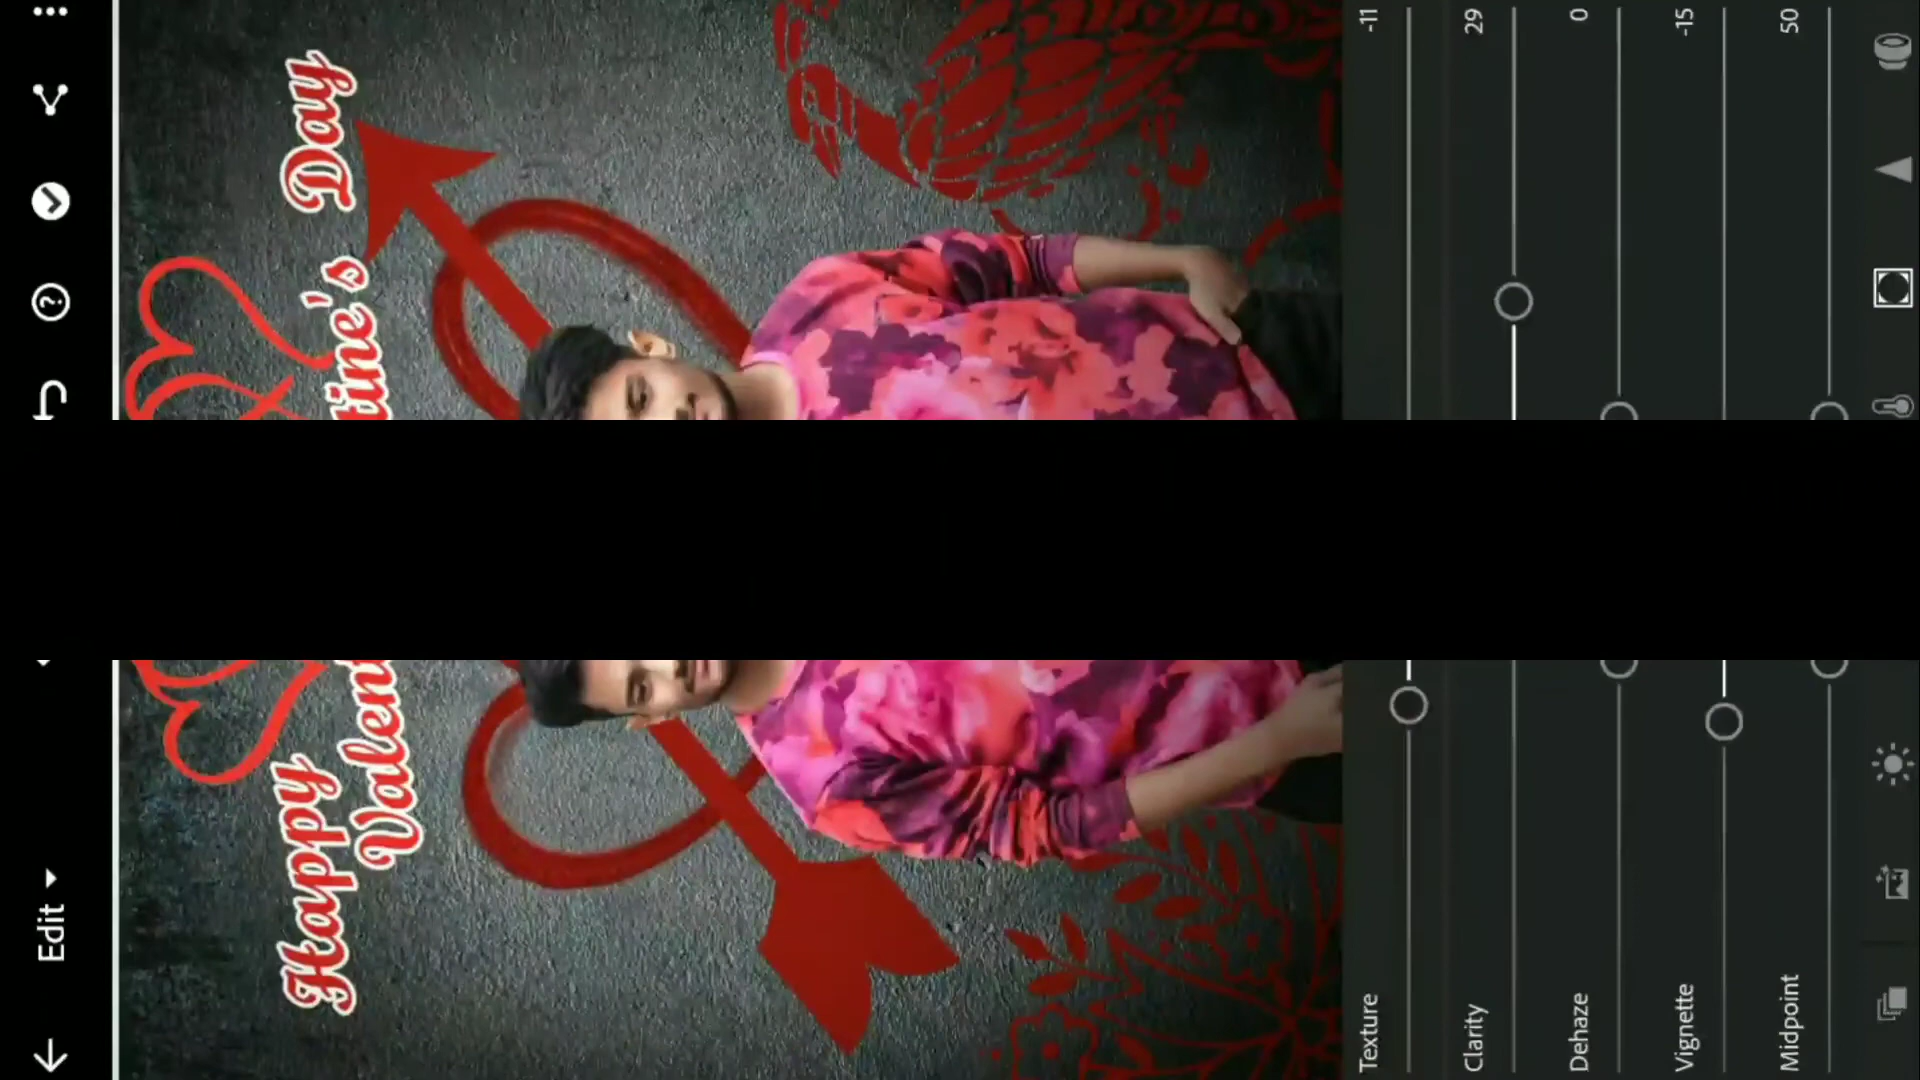 Edit
Happy
Valen
tine's Day
Texture -11
Clarity 29
Dehaze 0
Vignette -15
Midpoint 50